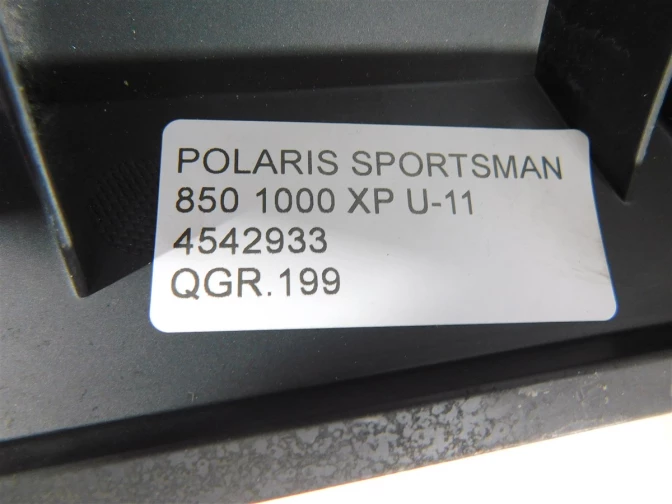 POLARIS SPORTSMAN
850 1000 XP U-11
4542933
QGR.199